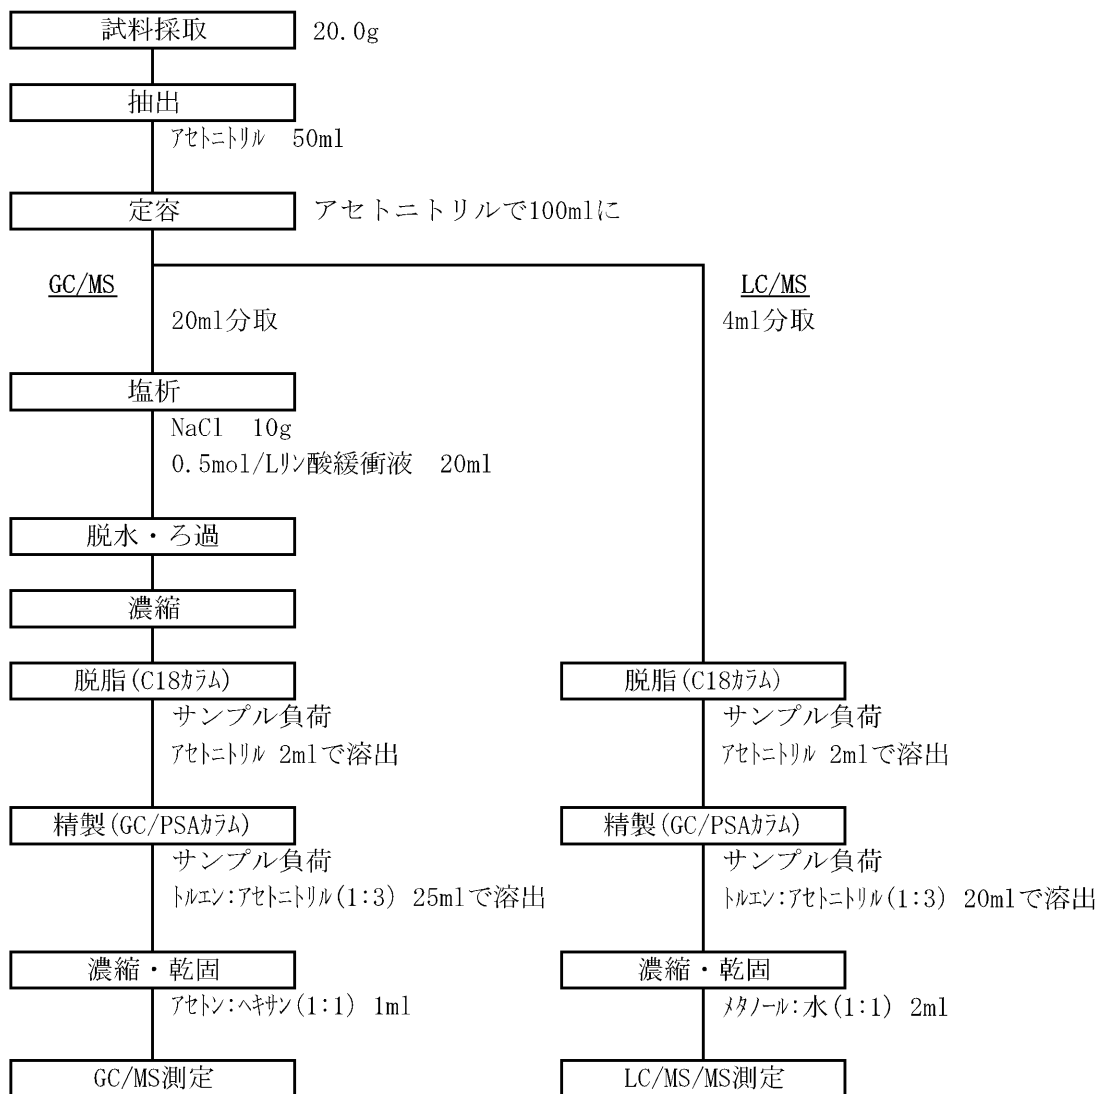 試料採取 20.0g
抽出
ｱｾﾄﾆﾄﾘﾙ 50ml
定容 アセトニトリルで100mlに
GC/MS
20ml分取
塩析
NaCl 10g
0.5mol/Lﾘﾝ酸緩衝液 20ml
脱水・ろ過
濃縮
脱脂(C18ｶﾗﾑ)
サンプル負荷
ｱｾﾄﾆﾄﾘﾙ 2mlで溶出
精製(GC/PSAｶﾗﾑ)
サンプル負荷
ﾄﾙｴﾝ:ｱｾﾄﾆﾄﾘﾙ(1:3) 25mlで溶出
濃縮・乾固
ｱｾﾄﾝ:ﾍｷｻﾝ(1:1) 1ml
GC/MS測定
LC/MS
4ml分取
脱脂(C18ｶﾗﾑ)
サンプル負荷
ｱｾﾄﾆﾄﾘﾙ 2mlで溶出
精製(GC/PSAｶﾗﾑ)
サンプル負荷
ﾄﾙｴﾝ:ｱｾﾄﾆﾄﾘﾙ(1:3) 20mlで溶出
濃縮・乾固
ﾒﾀﾉｰﾙ:水(1:1) 2ml
LC/MS/MS測定